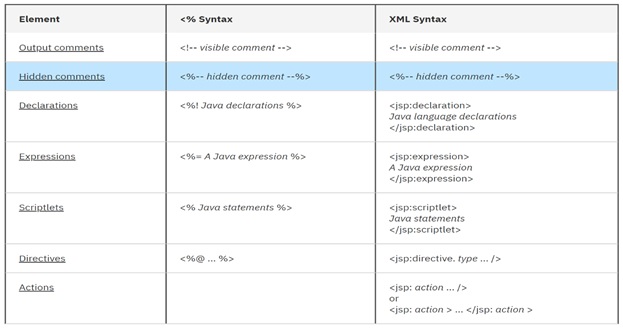 Element <% Syntax XML Syntax
Output comments <!-- visible comment --> <!-- visible comment -->
Hidden comments <%-- hidden comment --%> <%-- hidden comment --%>
Declarations <%! Java declarations %> <jsp:declaration>
Java language declarations
</jsp:declaration>
Expressions <%= A Java expression %> <jsp:expression>
A Java expression
</jsp:expression>
Scriptlets <% Java statements %> <jsp:scriptlet>
Java statements
</jsp:scriptlet>
Directives <%@ ... %> <jsp:directive. type ... />
Actions <jsp: action ... />
or
<jsp: action > ... </jsp: action >